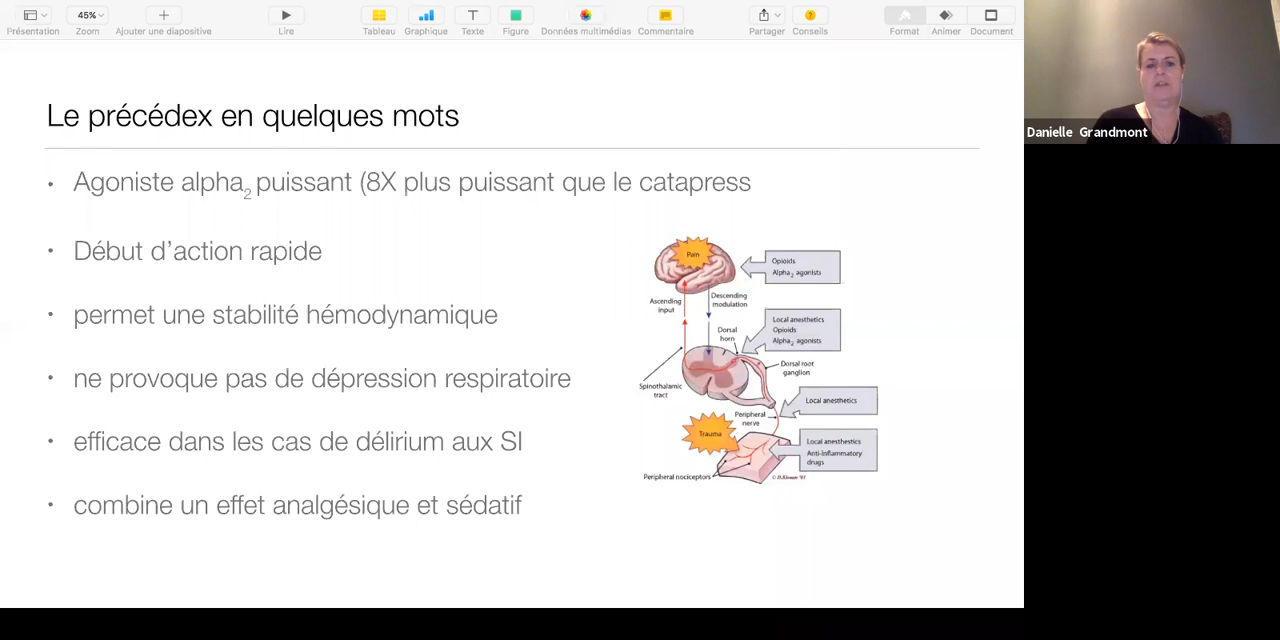 Présentation
45%
Zoom
Ajouter une diapositive
Lire
Tableau
Graphique
Texte
Figure
Données multimédias
Commentaire
Partager
Conseils
Format
Animer
Document
Danielle Grandmont
Le précédex en quelques mots
• Agoniste alpha2 puissant (8X plus puissant que le catapress
• Début d’action rapide
• permet une stabilité hémodynamique
• ne provoque pas de dépression respiratoire
• efficace dans les cas de délirium aux SI
• combine un effet analgésique et sédatif
Pain
Opioids
Alpha2 agonists
Ascending
input
Descending
modulation
Local anesthetics
Opioids
Alpha2 agonists
Dorsal
horn
Dorsal root
ganglion
Spinothalamic
tract
Local anesthetics
Peripheral
nerve
Trauma
Local anesthestics
Anti-inflammatory
drugs
Peripheral nociceptors